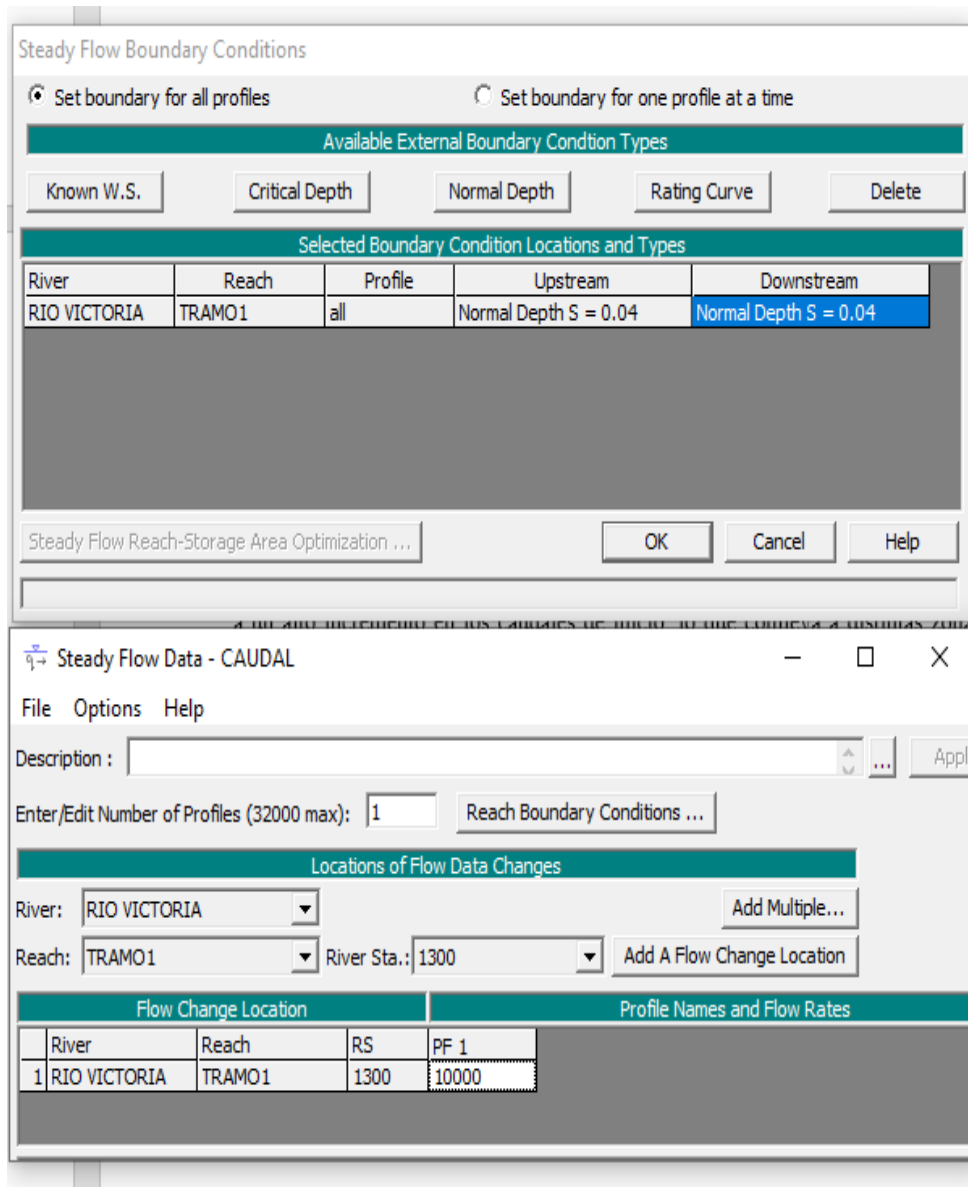 Steady Flow Boundary Conditions
Set boundary for all profiles Set boundary for one profile at a time
Available External Boundary Condtion Types
Known W.S. Critical Depth Normal Depth Rating Curve Delete
Selected Boundary Condition Locations and Types
River Reach Profile Upstream Downstream
RIO VICTORIA TRAMO1 all Normal Depth S = 0.04 Normal Depth S = 0.04
Steady Flow Reach-Storage Area Optimization ... OK Cancel Help
Steady Flow Data - CAUDAL
File Options Help
Description : ... Appl
Enter/Edit Number of Profiles (32000 max): 1 Reach Boundary Conditions ...
Locations of Flow Data Changes
River: RIO VICTORIA Add Multiple...
Reach: TRAMO1 River Sta.: 1300 Add A Flow Change Location
Flow Change Location Profile Names and Flow Rates
River Reach RS PF 1
1 RIO VICTORIA TRAMO1 1300 10000